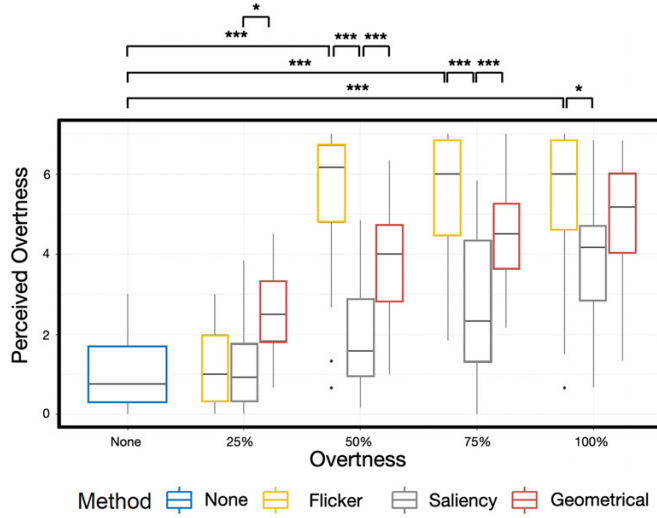 *
*** *** ***
*** *** ***
*** *
Perceived Overtness
6
4
2
0
None 25% 50% 75% 100%
Overtness
Method None Flicker Saliency Geometrical